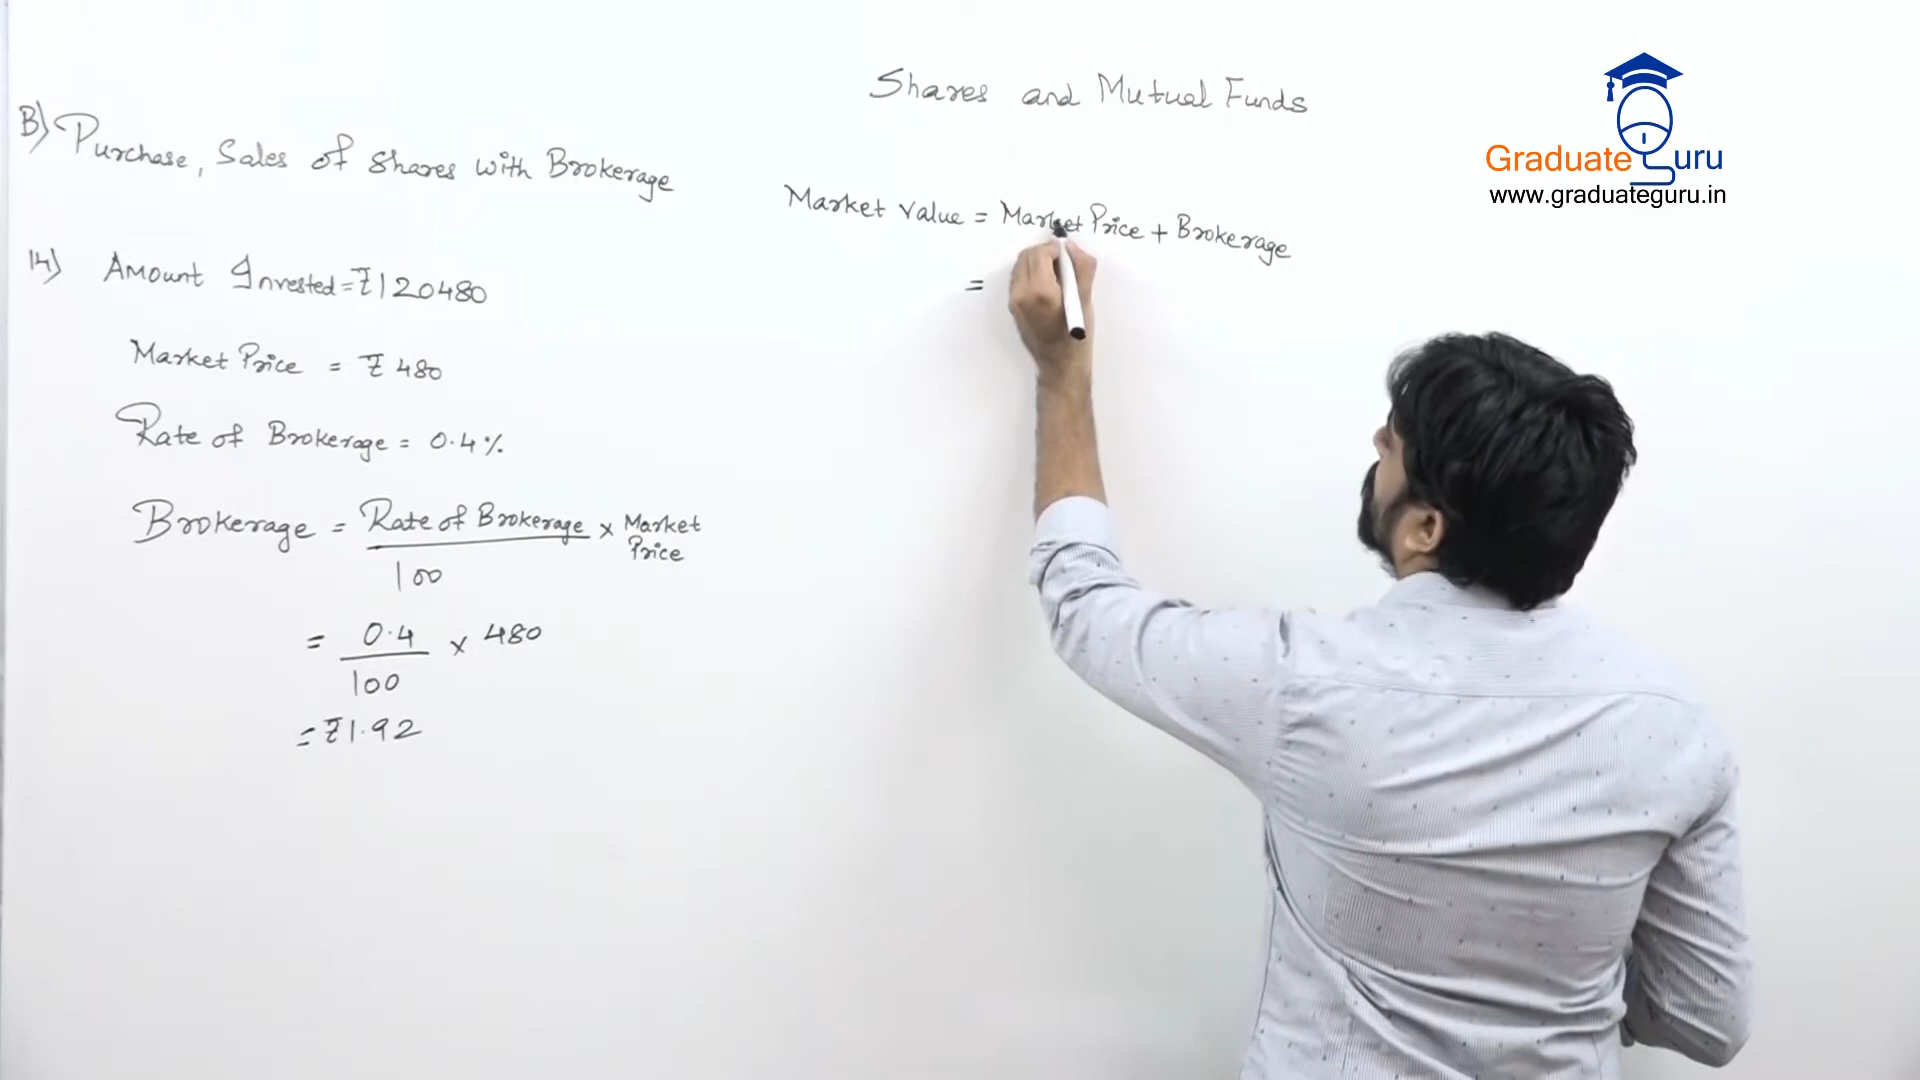 Shares and Mutual Funds
Graduate Guru
www.graduateguru.in
B) Purchase, Sales of Shares with Brokerage
14) Amount Invested = ₹120480
Market Price = ₹ 480
Rate of Brokerage = 0.4%
Brokerage = Rate of Brokerage × Market Price
100
= 0.4 × 480
100
= ₹1.92
Market Value = Market Price + Brokerage
=